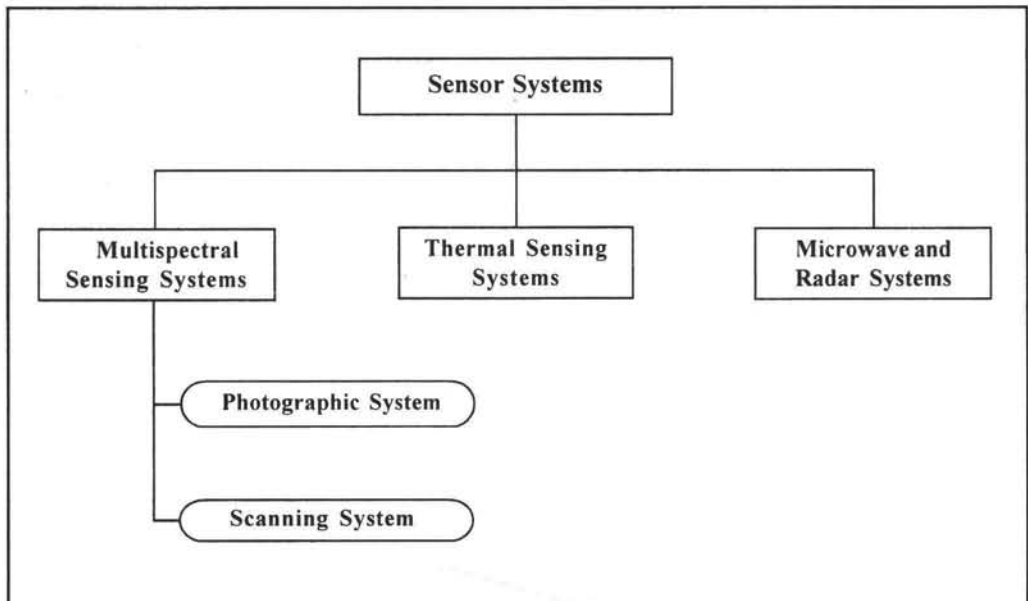 Sensor Systems
Multispectral
Sensing Systems
Thermal Sensing
Systems
Microwave and
Radar Systems
Photographic System
Scanning System